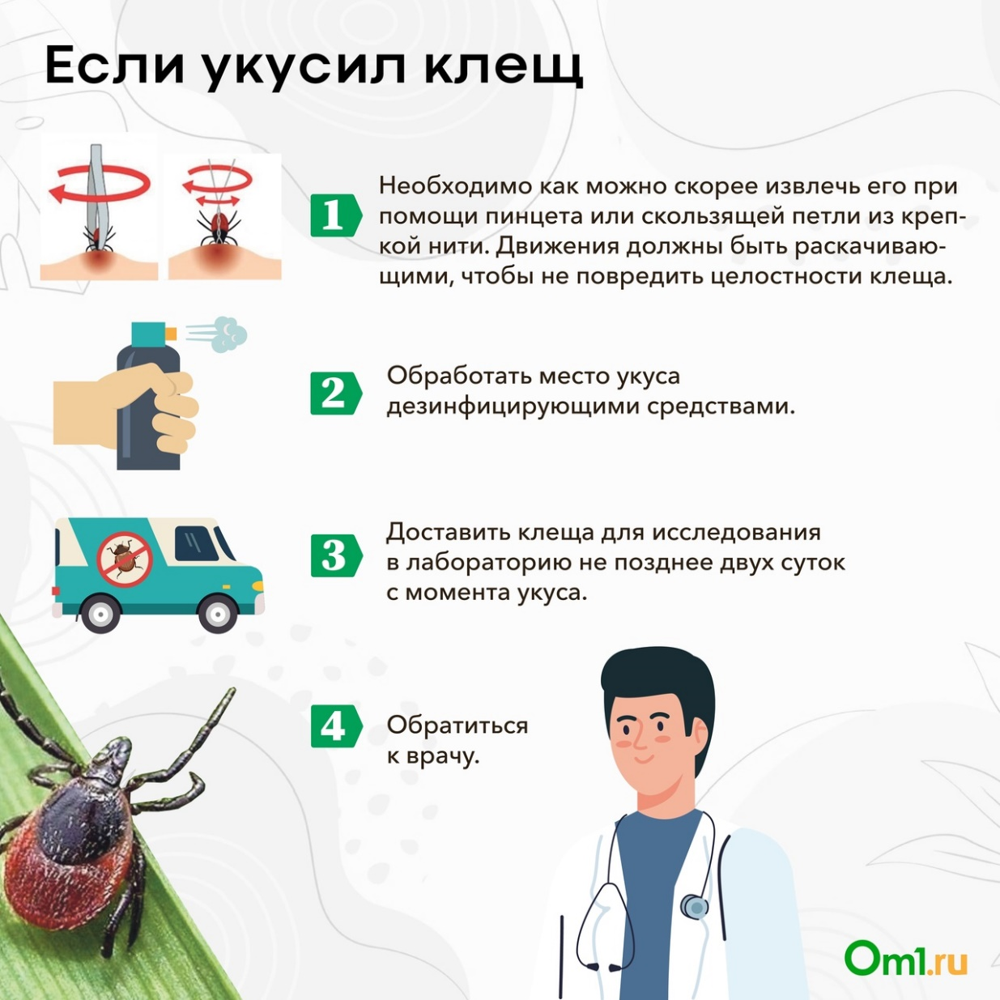 Если укусил клещ
1
Необходимо как можно скорее извлечь его при
помощи пинцета или скользящей петли из креп-
кой нити. Движения должны быть раскачиваю-
щими, чтобы не повредить целостности клеща.
2
Обработать место укуса
дезинфицирующими средствами.
3
Доставить клеща для исследования
в лабораторию не позднее двух суток
с момента укуса.
4
Обратиться
к врачу.
Om1.ru